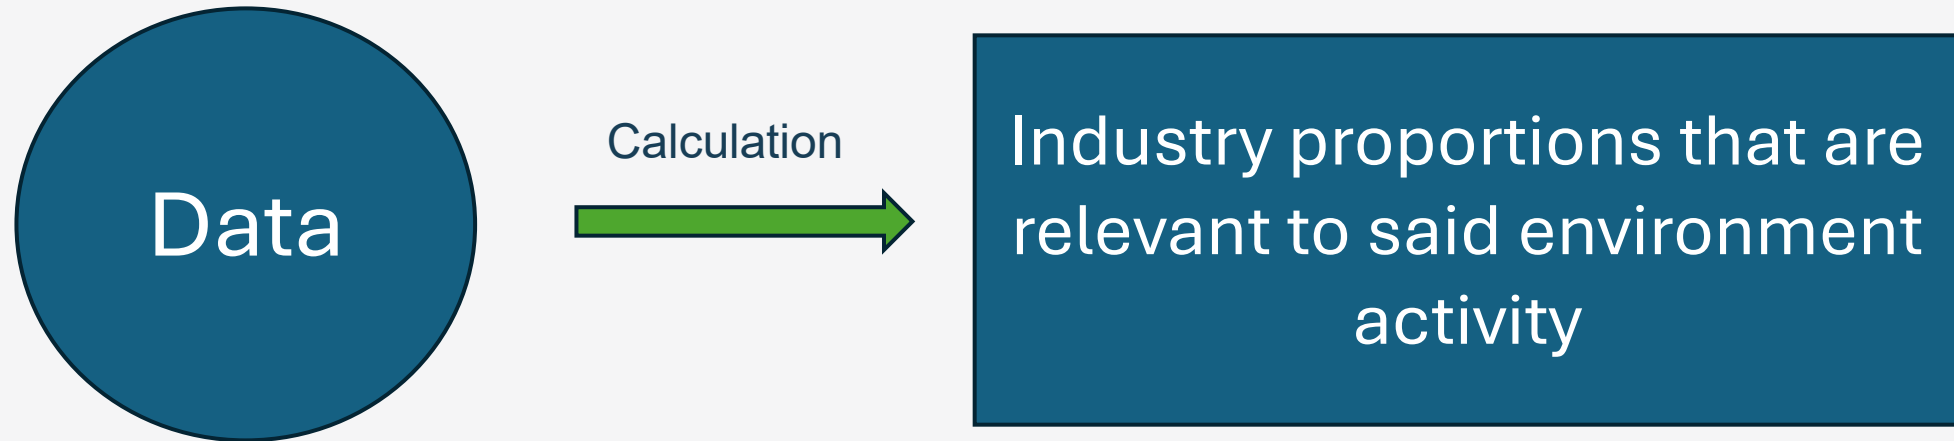 Data
Calculation
Industry proportions that are
relevant to said environment
activity